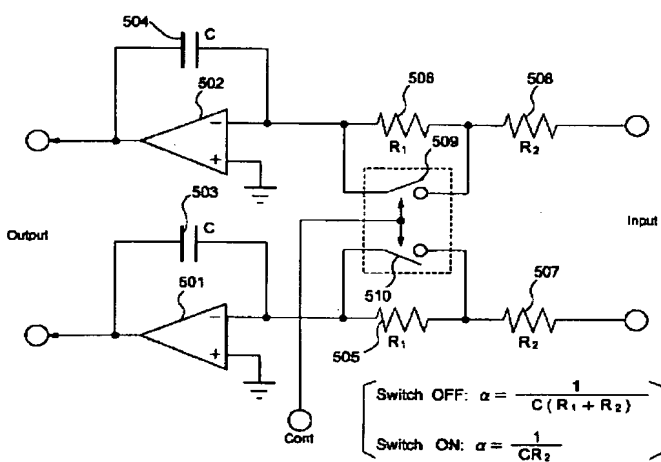 504
C
502
508
508
509
R1
R2
-
+
503
Output
C
Input
501
510
507
-
+
505
R1
R2
Cont
Switch OFF: α = 1 / C(R1 + R2)
Switch ON: α = 1 / CR2